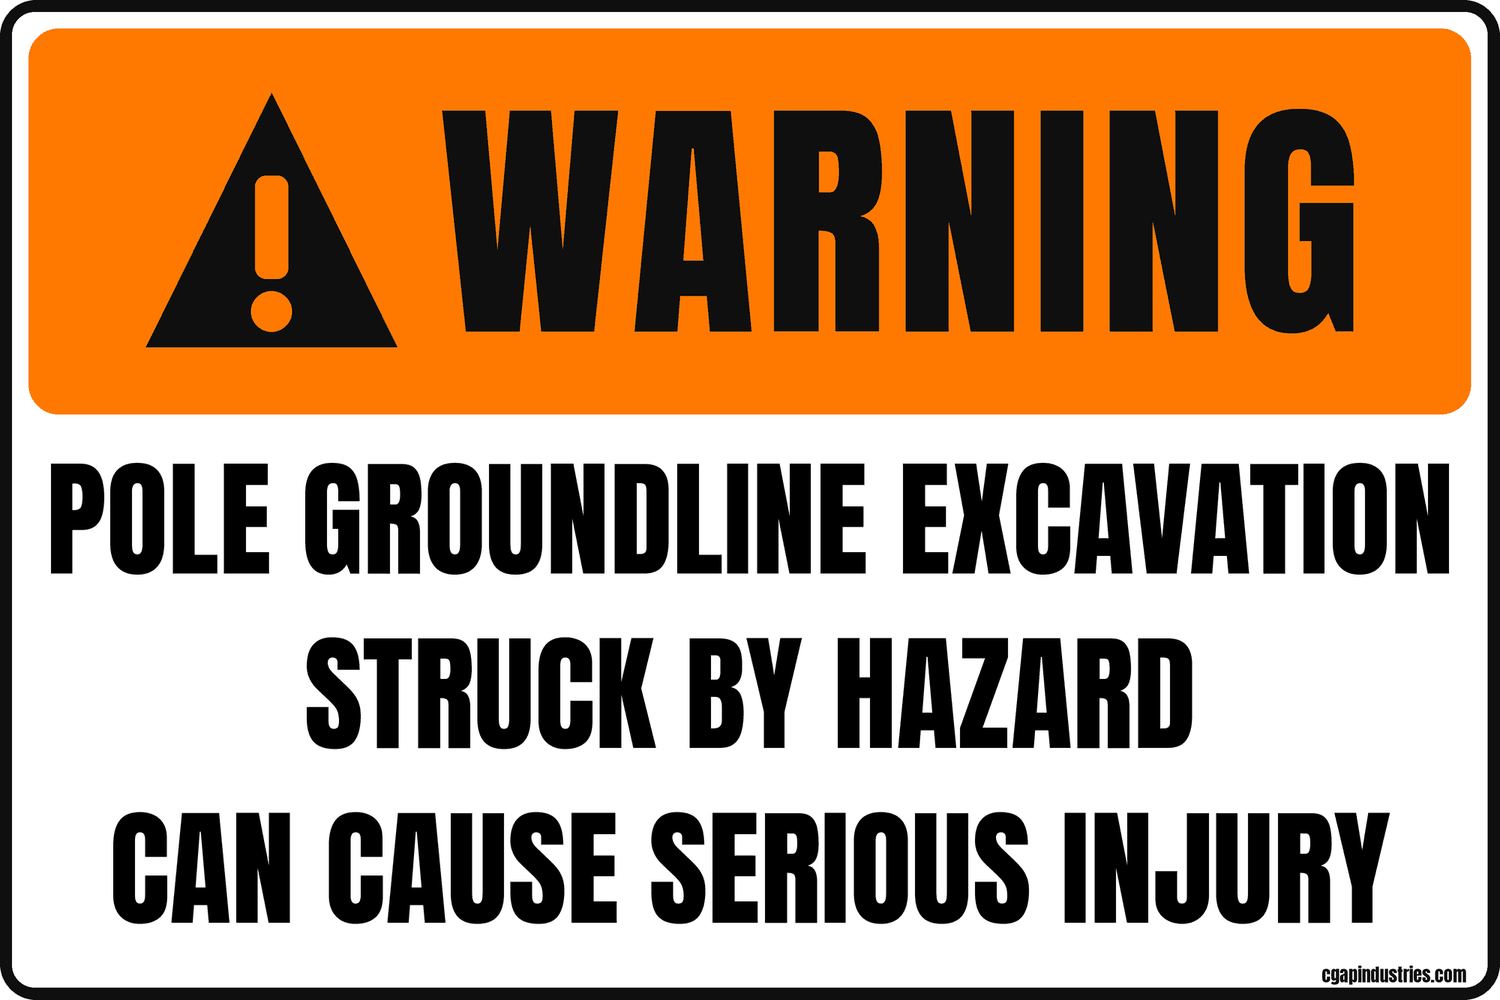 WARNING
POLE GROUNDLINE EXCAVATION
STRUCK BY HAZARD
CAN CAUSE SERIOUS INJURY
cgapindustries.com